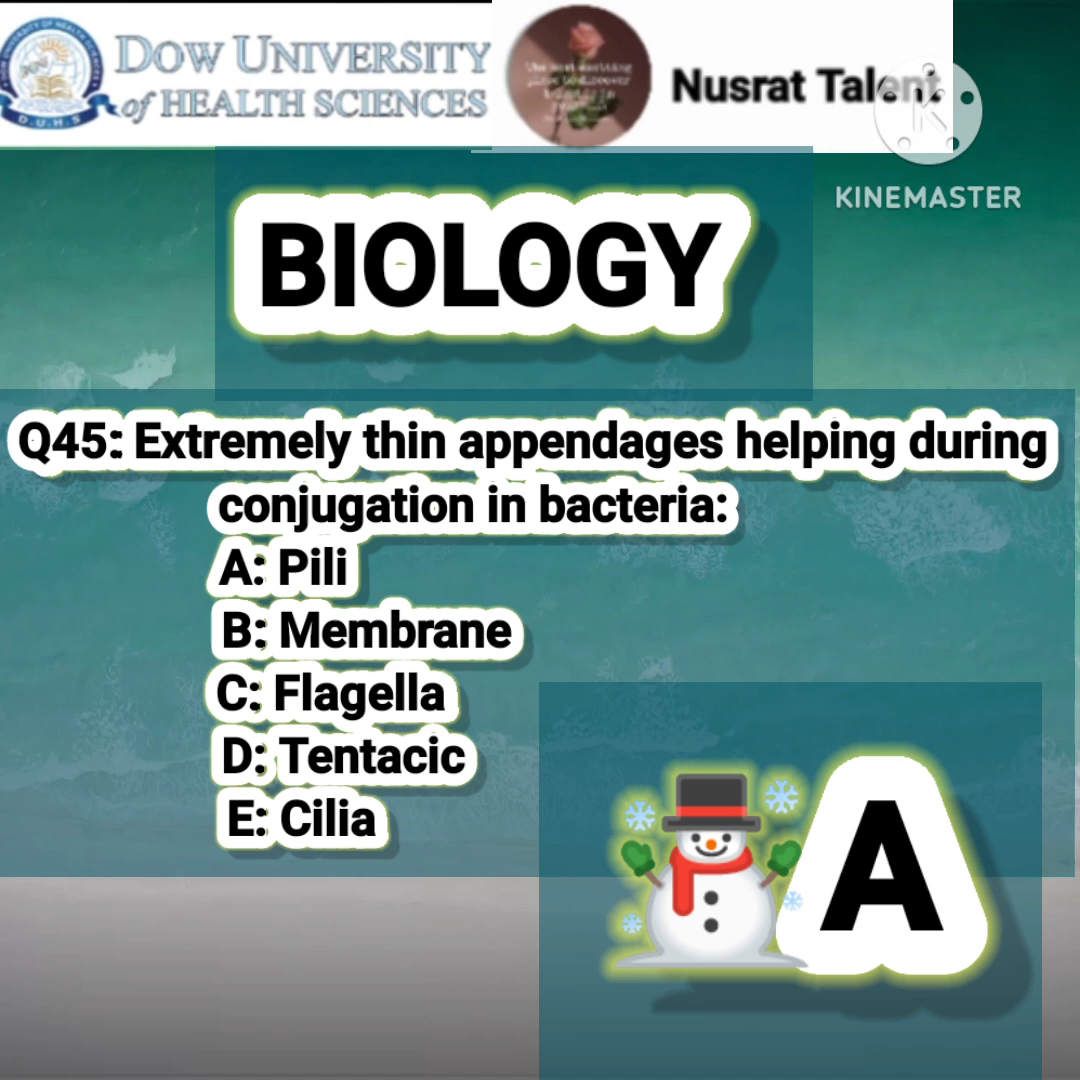 DOW UNIVERSITY
of HEALTH SCIENCES
D.U.H.S
Nusrat Talent
K
KINEMASTER
BIOLOGY
Q45: Extremely thin appendages helping during
conjugation in bacteria:
A: Pili
B: Membrane
C: Flagella
D: Tentacic
E: Cilia
A